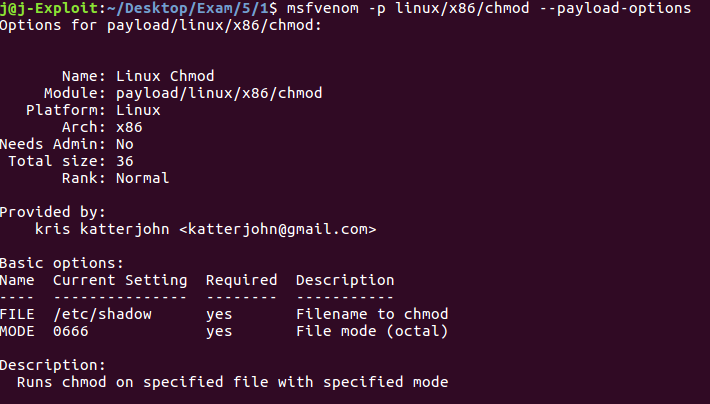 j@j-Exploit:~/Desktop/Exam/5/1$ msfvenom -p linux/x86/chmod --payload-options
Options for payload/linux/x86/chmod:
Name: Linux Chmod
Module: payload/linux/x86/chmod
Platform: Linux
Arch: x86
Needs Admin: No
Total size: 36
Rank: Normal
Provided by:
kris katterjohn <katterjohn@gmail.com>
Basic options:
Name  Current Setting  Required  Description
----  ---------------  --------  -----------
FILE  /etc/shadow      yes       Filename to chmod
MODE  0666             yes       File mode (octal)
Description:
Runs chmod on specified file with specified mode